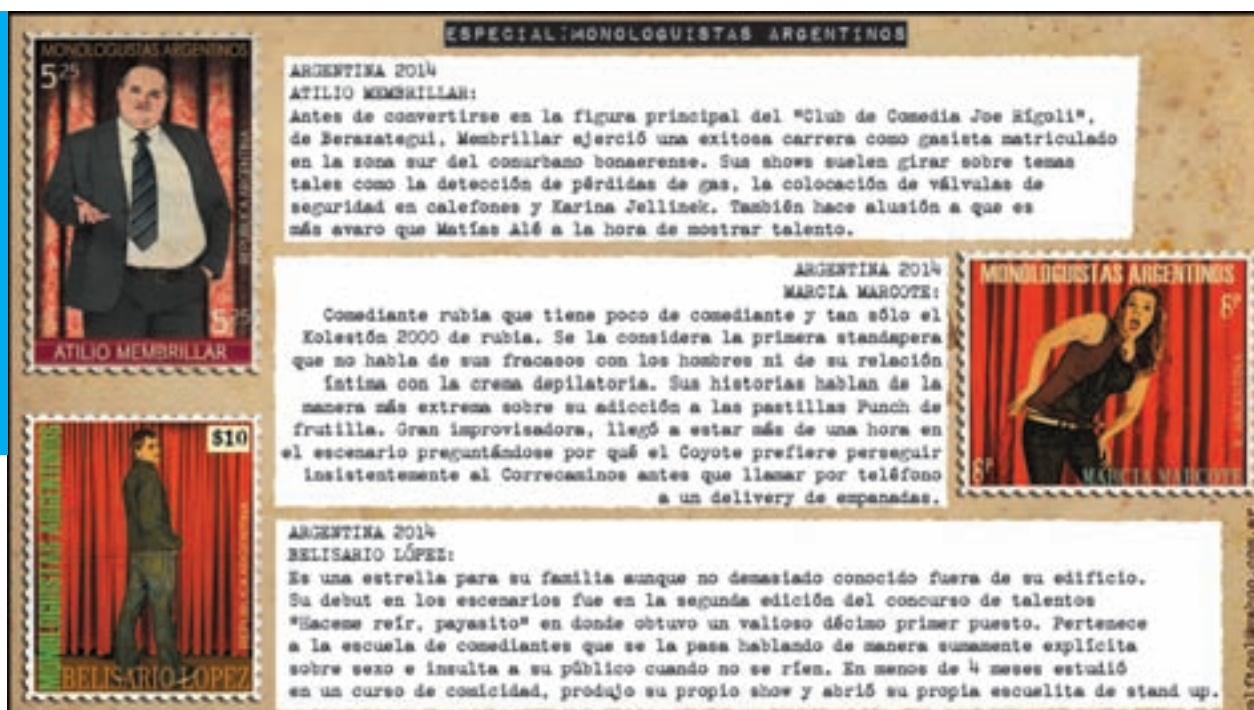 ESPECIAL:MONOLOGUISTAS ARGENTINOS
MONOLOGUISTAS ARGENTINOS
5.25
REPUBLICA ARGENTINA
5.25
ATILIO MEMBRILLAR
ARGENTINA 2014
ATILIO MEMBRILLAR:
Antes de convertirse en la figura principal del "Club de Comedia Joe Rígoli",
de Berazategui, Membrillar ejerció una exitosa carrera como gasista matriculado
en la zona sur del conurbano bonaerense. Sus shows suelen girar sobre temas
tales como la detección de pérdidas de gas, la colocación de válvulas de
seguridad en calefones y Karina Jellinek. También hace alusión a que es
más avaro que Matías Alé a la hora de mostrar talento.
ARGENTINA 2014
MARCIA MARCOTE:
Comediante rubia que tiene poco de comediante y tan sólo el
Kolestón 2000 de rubia. Se la considera la primera standapera
que no habla de sus fracasos con los hombres ni de su relación
íntima con la crema depilatoria. Sus historias hablan de la
manera más extrema sobre su adicción a las pastillas Punch de
frutilla. Gran improvisadora, llegó a estar más de una hora en
el escenario preguntándose por qué el Coyote prefiere perseguir
insistentemente al Correcaminos antes que llamar por teléfono
a un delivery de empanadas.
MONOLOGUISTAS ARGENTINOS
6P
R. ARGENTINA
6P
MARCIA MARCOTE
MONOLOGUISTAS ARGENTINOS
$10
REPUBLICA ARGENTINA
BELISARIO LOPEZ
ARGENTINA 2014
BELISARIO LÓPEZ:
Es una estrella para su familia aunque no demasiado conocido fuera de su edificio.
Su debut en los escenarios fue en la segunda edición del concurso de talentos
"Haceme reír, payasito" en donde obtuvo un valioso décimo primer puesto. Pertenece
a la escuela de comediantes que se la pasa hablando de manera sumamente explícita
sobre sexo e insulta a su público cuando no se ríen. En menos de 4 meses estudió
en un curso de comicidad, produjo su propio show y abrió su propia escuelita de stand up.